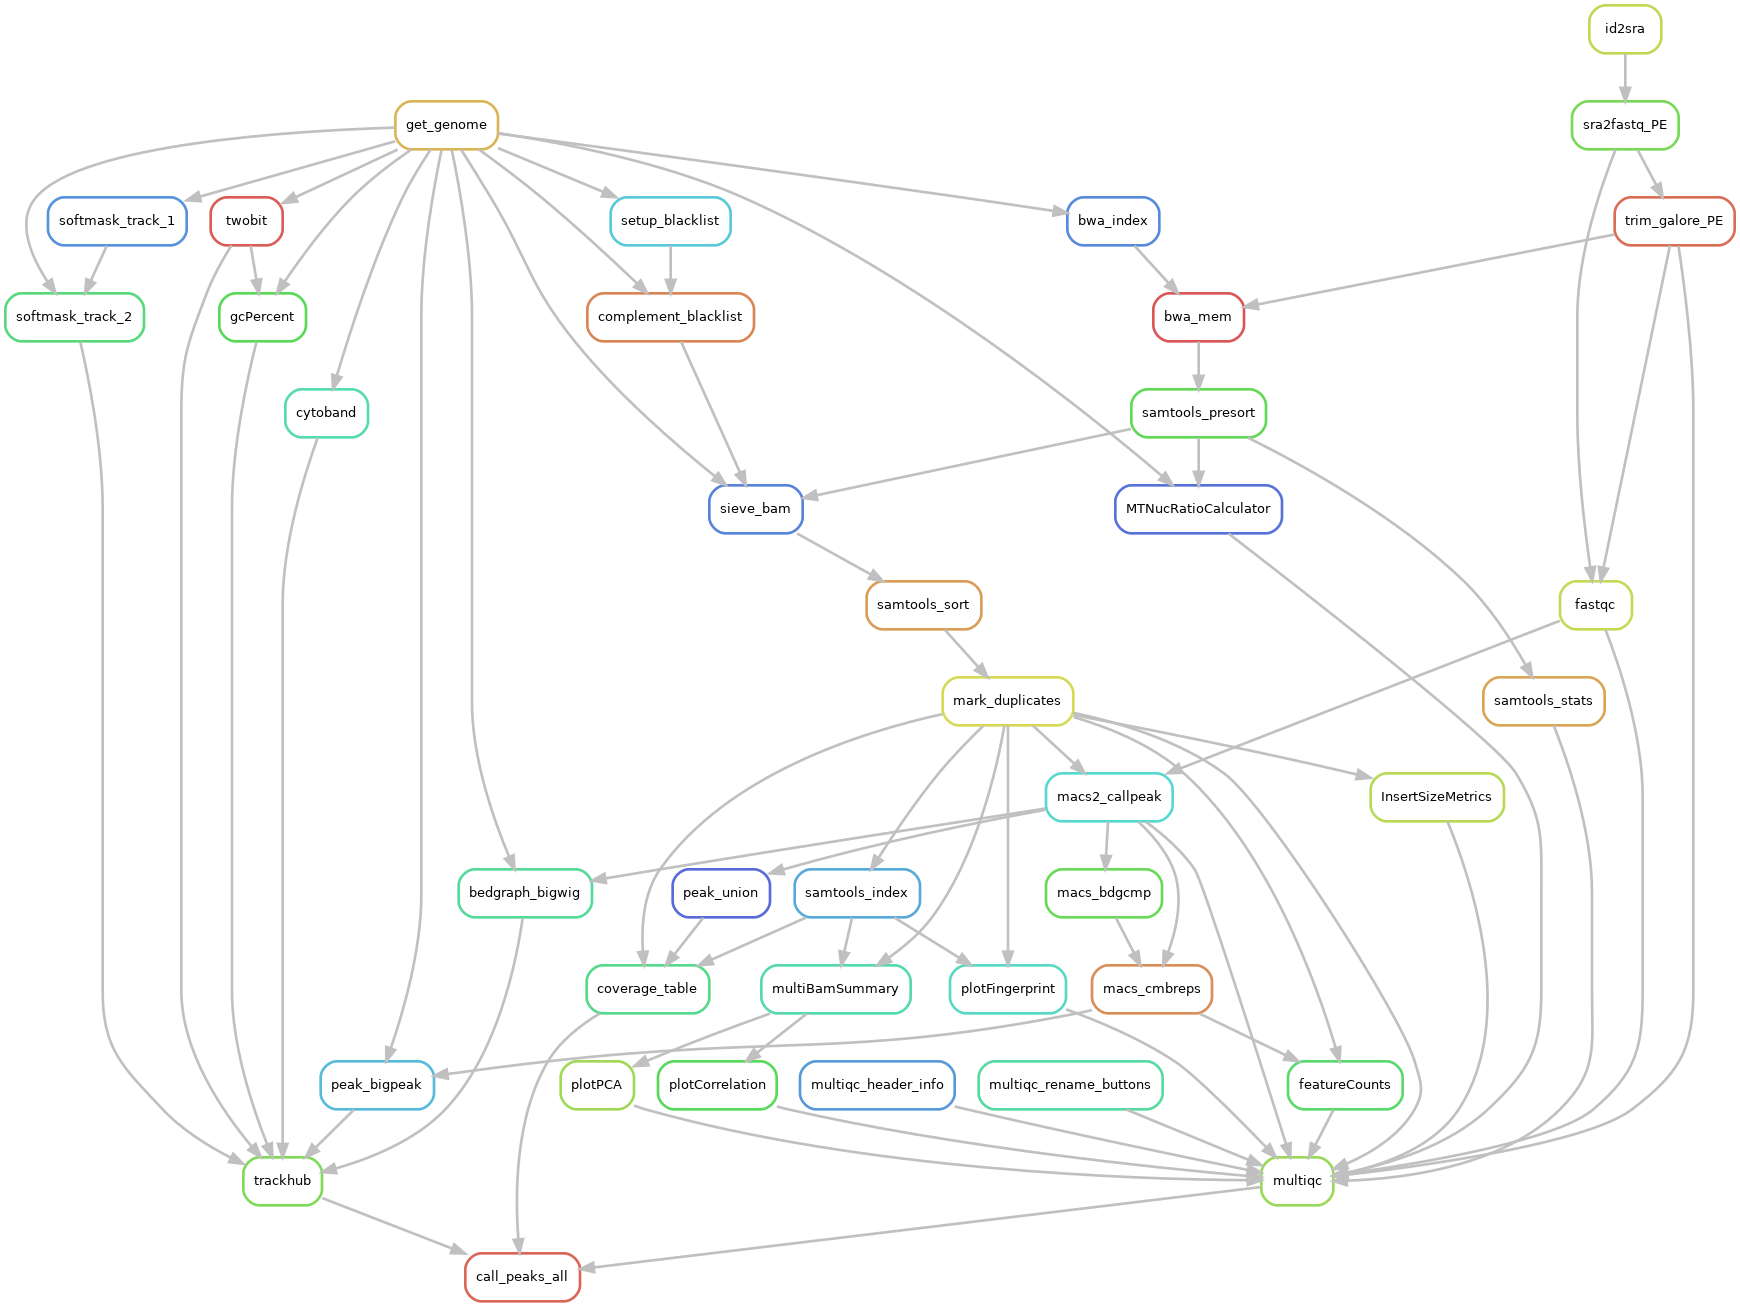 id2sra
get_genome
sra2fastq_PE
softmask_track_1
twobit
setup_blacklist
bwa_index
trim_galore_PE
softmask_track_2
gcPercent
complement_blacklist
bwa_mem
cytoband
samtools_presort
sieve_bam
MTNucRatioCalculator
samtools_sort
fastqc
mark_duplicates
samtools_stats
macs2_callpeak
InsertSizeMetrics
bedgraph_bigwig
peak_union
samtools_index
macs_bdgcmp
coverage_table
multiBamSummary
plotFingerprint
macs_cmbreps
peak_bigpeak
plotPCA
plotCorrelation
multiqc_header_info
multiqc_rename_buttons
featureCounts
trackhub
multiqc
call_peaks_all